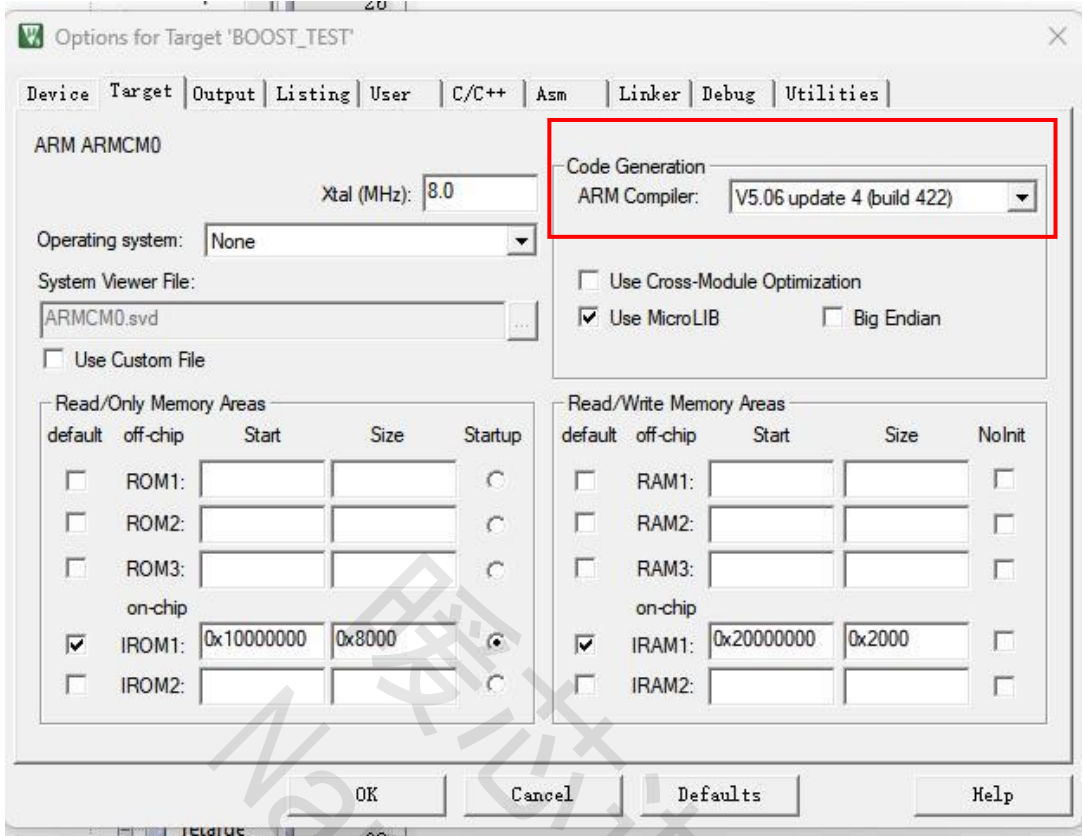 20
Options for Target 'BOOST_TEST'
Device Target Output Listing User C/C++ Asm Linker Debug Utilities
ARM ARMCM0
Xtal (MHz): 8.0
Operating system: None
System Viewer File:
ARMCM0.svd ...
Use Custom File
Code Generation
ARM Compiler: V5.06 update 4 (build 422)
Use Cross-Module Optimization
Use MicroLIB Big Endian
Read/Only Memory Areas
default off-chip Start Size Startup
ROM1:
ROM2:
ROM3:
on-chip
IROM1: 0x10000000 0x8000
IROM2:
Read/Write Memory Areas
default off-chip Start Size NoInit
RAM1:
RAM2:
RAM3:
on-chip
IRAM1: 0x20000000 0x2000
IRAM2:
OK Cancel Defaults Help
暖芯